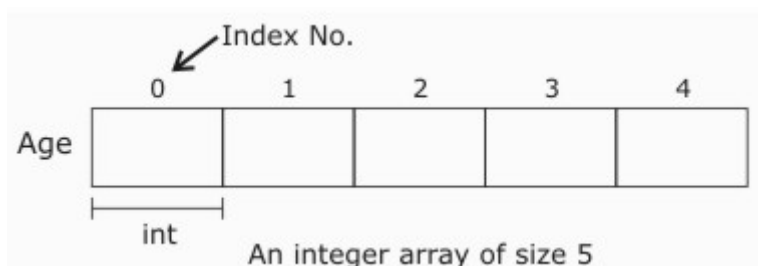 Index No.
0 1 2 3 4
Age
int
An integer array of size 5